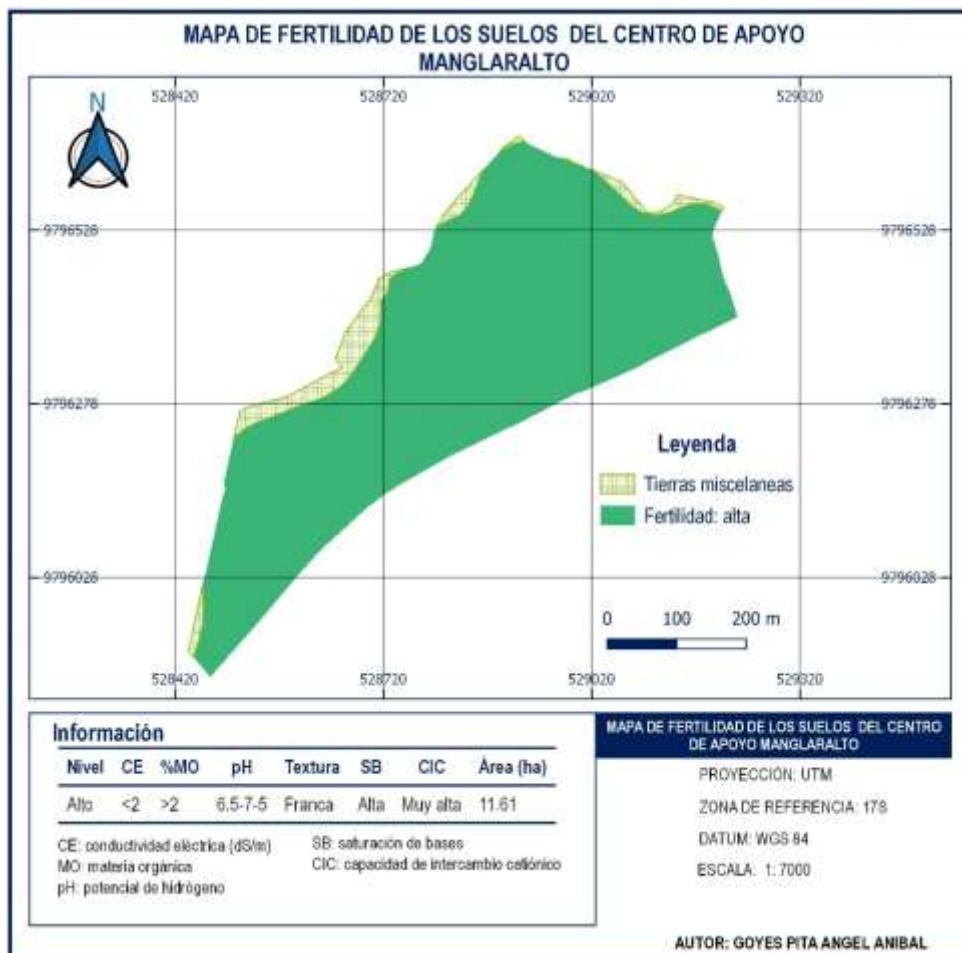 MAPA DE FERTILIDAD DE LOS SUELOS DEL CENTRO DE APOYO
MANGLARALTO
N
528420 528720 529020 529320
9796528 9796528
9796278 9796278
Leyenda
Tierras miscelaneas
Fertilidad: alta
9796028 9796028
0 100 200 m
528420 528720 529020 529320
Información
Nivel CE %MO pH Textura SB CIC Área (ha)
Alto <2 >2 6,5-7-5 Franca Alta Muy alta 11.61
CE: conductividad eléctrica (dS/m)
MO: materia orgánica
pH: potencial de hidrógeno
SB: saturación de bases
CIC: capacidad de intercambio catiónico
MAPA DE FERTILIDAD DE LOS SUELOS DEL CENTRO
DE APOYO MANGLARALTO
PROYECCIÓN: UTM
ZONA DE REFERENCIA: 17S
DATUM: WGS 84
ESCALA: 1: 7000
AUTOR: GOYES PITA ANGEL ANIBAL